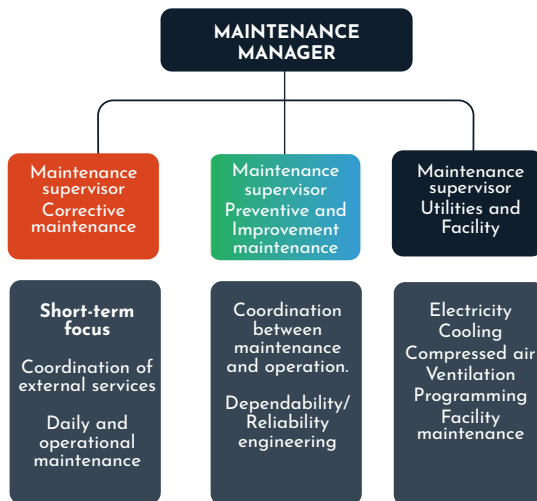 MAINTENANCE
MANAGER
Maintenance
supervisor
Corrective
maintenance
Maintenance
supervisor
Preventive and
Improvement
maintenance
Maintenance
supervisor
Utilities and
Facility
Short-term
focus
Coordination of
external services
Daily and
operational
maintenance
Coordination
between
maintenance
and operation.
Dependability/
Reliability
engineering
Electricity
Cooling
Compressed air
Ventilation
Programming
Facility
maintenance